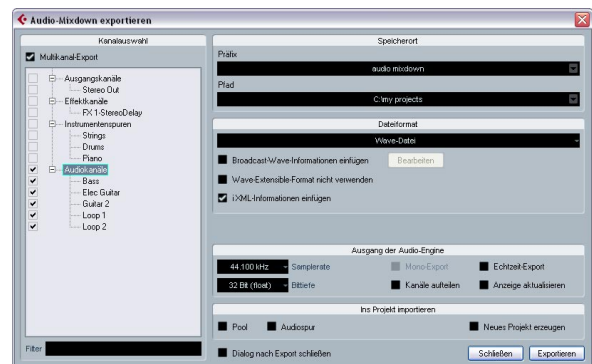 Audio-Mixdown exportieren
Kanalauswahl
Multikanal-Export
Ausgangskanäle
Stereo Out
Effektkanäle
FX 1-StereoDelay
Instrumentenspuren
Strings
Drums
Piano
Audiokanäle
Bass
Elec Guitar
Guitar 2
Loop 1
Loop 2
Filter
Speicherort
Präfix
audio mixdown
Pfad
C:\my projects
Dateiformat
Wave-Datei
Broadcast-Wave-Informationen einfügen
Bearbeiten
Wave-Extensible-Format nicht verwenden
iXML-Informationen einfügen
Ausgang der Audio-Engine
44.100 kHz Samplerate Mono-Export Echtzeit-Export
32 Bit (float) Bittiefe Kanäle aufteilen Anzeige aktualisieren
Ins Projekt importieren
Pool Audiospur Neues Projekt erzeugen
Dialog nach Export schließen Schließen Exportieren